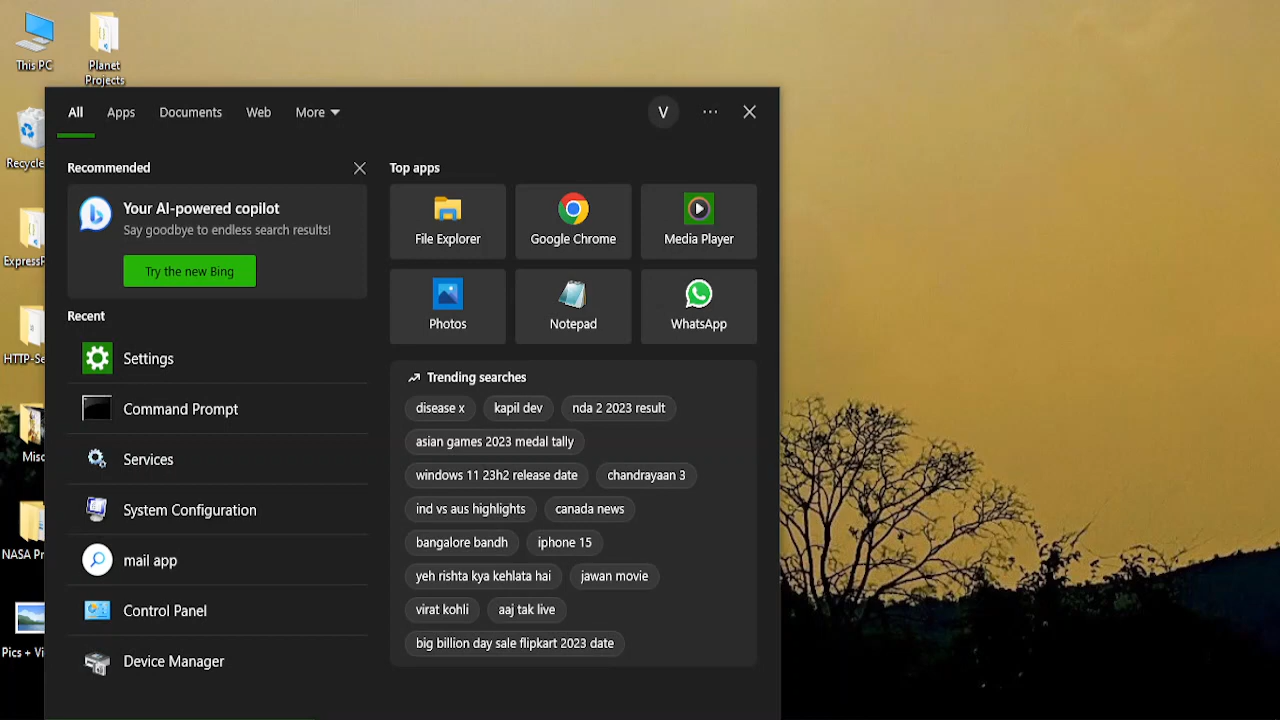 This PC
Planet
Projects
Recycle
ExpressP
HTTP-Se
Misc
NASA Pr
Pics + Vi
All Apps Documents Web More V
Recommended
Your AI-powered copilot
Say goodbye to endless search results!
Try the new Bing
Recent
Settings
Command Prompt
Services
System Configuration
mail app
Control Panel
Device Manager
Top apps
File Explorer Google Chrome Media Player
Photos Notepad WhatsApp
Trending searches
disease x kapil dev nda 2 2023 result
asian games 2023 medal tally
windows 11 23h2 release date chandrayaan 3
ind vs aus highlights canada news
bangalore bandh iphone 15
yeh rishta kya kehlata hai jawan movie
virat kohli aaj tak live
big billion day sale flipkart 2023 date